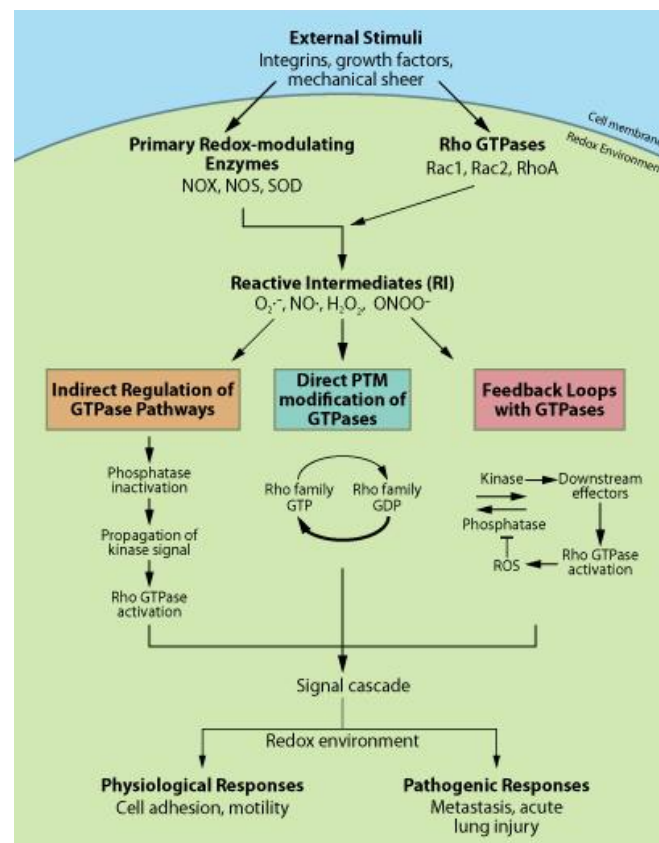 External Stimuli
Integrins, growth factors,
mechanical sheer
Cell membrane
Redox Environment
Primary Redox-modulating
Enzymes
NOX, NOS, SOD
Rho GTPases
Rac1, Rac2, RhoA
Reactive Intermediates (RI)
O₂·⁻, NO·, H₂O₂, ONOO⁻
Indirect Regulation of
GTPase Pathways
Direct PTM
modification of
GTPases
Feedback Loops
with GTPases
Phosphatase
inactivation
Propagation of
kinase signal
Rho GTPase
activation
Rho family
GTP
Rho family
GDP
Kinase
Downstream
effectors
Phosphatase
ROS
Rho GTPase
activation
Signal cascade
Redox environment
Physiological Responses
Cell adhesion, motility
Pathogenic Responses
Metastasis, acute
lung injury